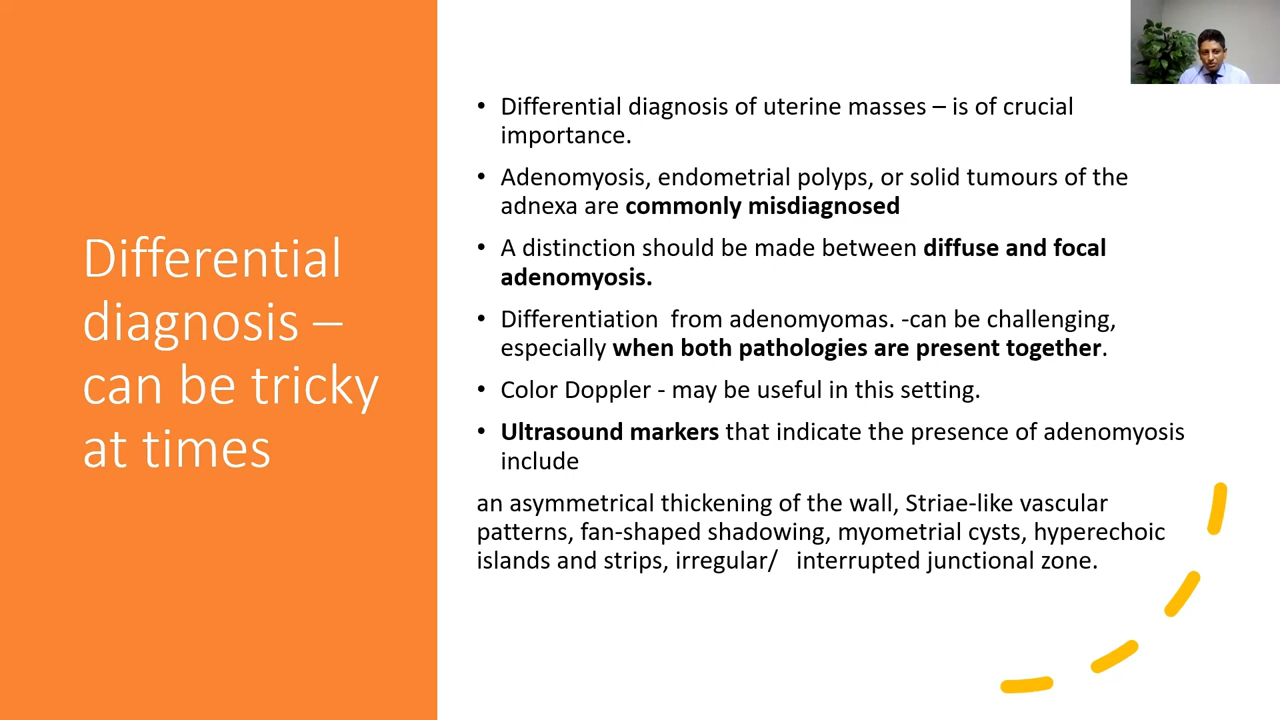 Differential
diagnosis –
can be tricky
at times
• Differential diagnosis of uterine masses – is of crucial
importance.
• Adenomyosis, endometrial polyps, or solid tumours of the
adnexa are commonly misdiagnosed
• A distinction should be made between diffuse and focal
adenomyosis.
• Differentiation  from adenomyomas. -can be challenging,
especially when both pathologies are present together.
• Color Doppler - may be useful in this setting.
• Ultrasound markers that indicate the presence of adenomyosis
include
an asymmetrical thickening of the wall, Striae-like vascular
patterns, fan-shaped shadowing, myometrial cysts, hyperechoic
islands and strips, irregular/   interrupted junctional zone.